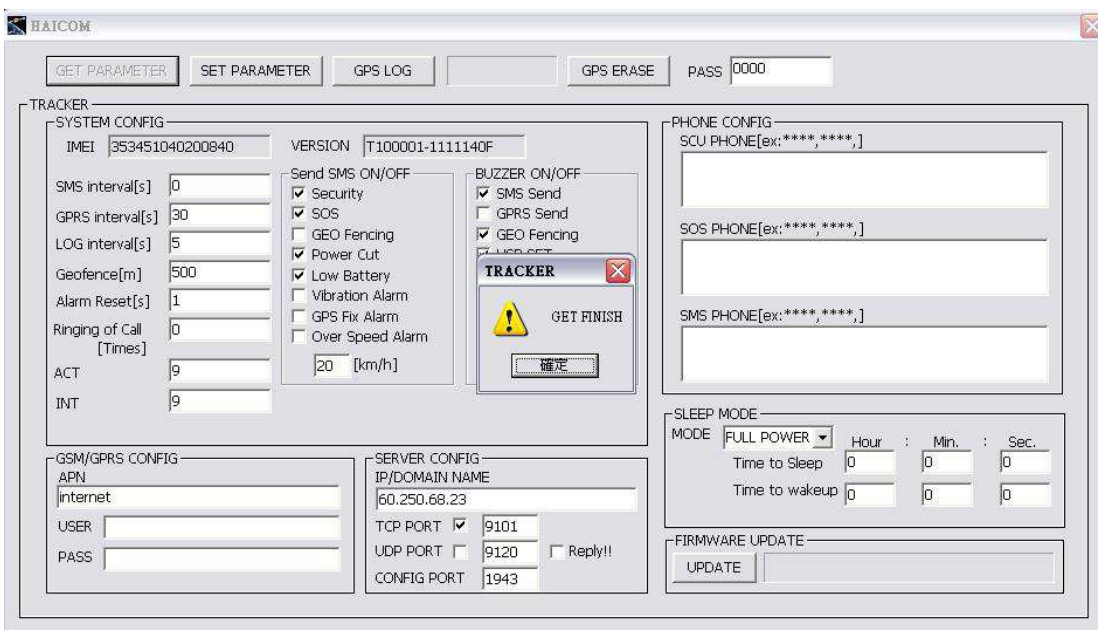 HAICOM
GET PARAMETER
SET PARAMETER
GPS LOG
GPS ERASE
PASS 0000
TRACKER
SYSTEM CONFIG
IMEI 353451040200840
VERSION T100001-1111140F
SMS interval[s] 0
GPRS interval[s] 30
LOG interval[s] 5
Geofence[m] 500
Alarm Reset[s] 1
Ringing of Call 0
[Times]
ACT 9
INT 9
Send SMS ON/OFF
Security
SOS
GEO Fencing
Power Cut
Low Battery
Vibration Alarm
GPS Fix Alarm
Over Speed Alarm
20 [km/h]
BUZZER ON/OFF
SMS Send
GPRS Send
GEO Fencing
TRACKER
GET FINISH
確定
PHONE CONFIG
SCU PHONE[ex:****,****,]
SOS PHONE[ex:****,****,]
SMS PHONE[ex:****,****,]
SLEEP MODE
MODE FULL POWER Hour : Min. : Sec.
Time to Sleep 0 0 0
Time to wakeup 0 0 0
GSM/GPRS CONFIG
APN
internet
USER
PASS
SERVER CONFIG
IP/DOMAIN NAME
60.250.68.23
TCP PORT 9101
UDP PORT 9120 Reply!!
CONFIG PORT 1943
FIRMWARE UPDATE
UPDATE